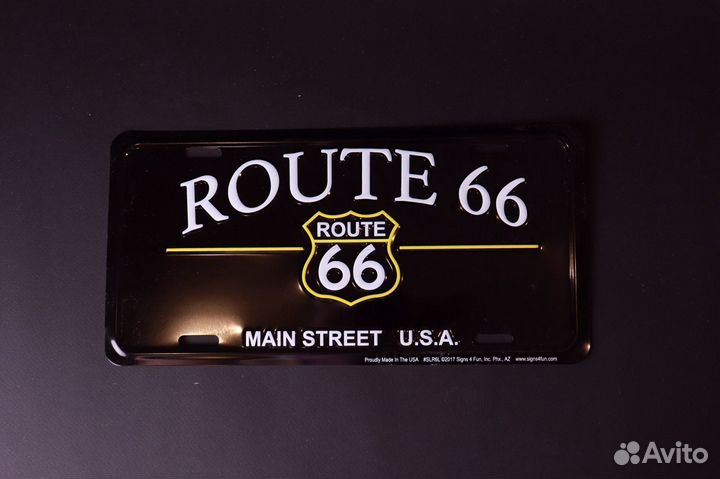 ROUTE 66
ROUTE
66
MAIN STREET U.S.A.
Proudly Made In The USA #SLR6L ©2017 Signs 4 Fun, Inc. Phx., AZ www.signs4fun.com
Avito